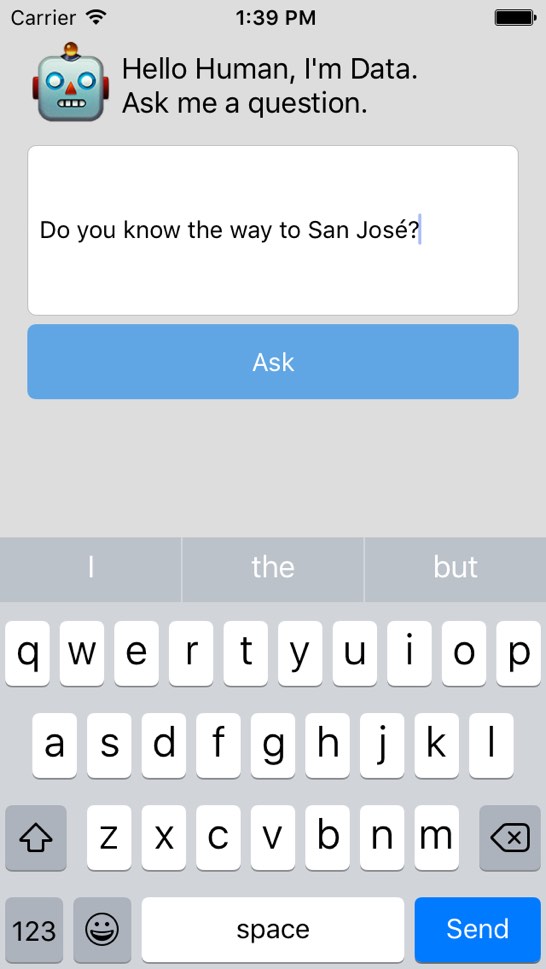 Carrier 1:39 PM
Hello Human, I'm Data.
Ask me a question.
Do you know the way to San José?
Ask
I the but
q w e r t y u i o p
a s d f g h j k l
z x c v b n m
123 space Send